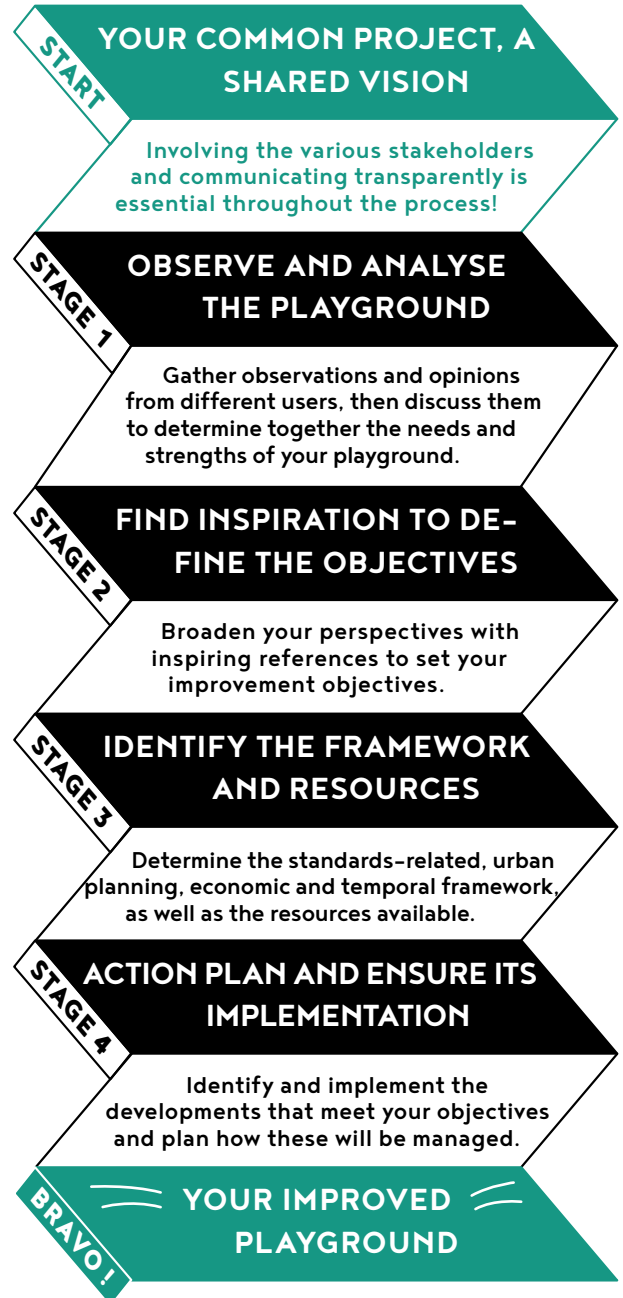 START
YOUR COMMON PROJECT, A
SHARED VISION
Involving the various stakeholders
and communicating transparently is
essential throughout the process!
STAGE 1
OBSERVE AND ANALYSE
THE PLAYGROUND
Gather observations and opinions
from different users, then discuss them
to determine together the needs and
strengths of your playground.
STAGE 2
FIND INSPIRATION TO DE-
FINE THE OBJECTIVES
Broaden your perspectives with
inspiring references to set your
improvement objectives.
STAGE 3
IDENTIFY THE FRAMEWORK
AND RESOURCES
Determine the standards-related, urban
planning, economic and temporal framework,
as well as the resources available.
STAGE 4
ACTION PLAN AND ENSURE ITS
IMPLEMENTATION
Identify and implement the
developments that meet your objectives
and plan how these will be managed.
BRAVO !
YOUR IMPROVED
PLAYGROUND